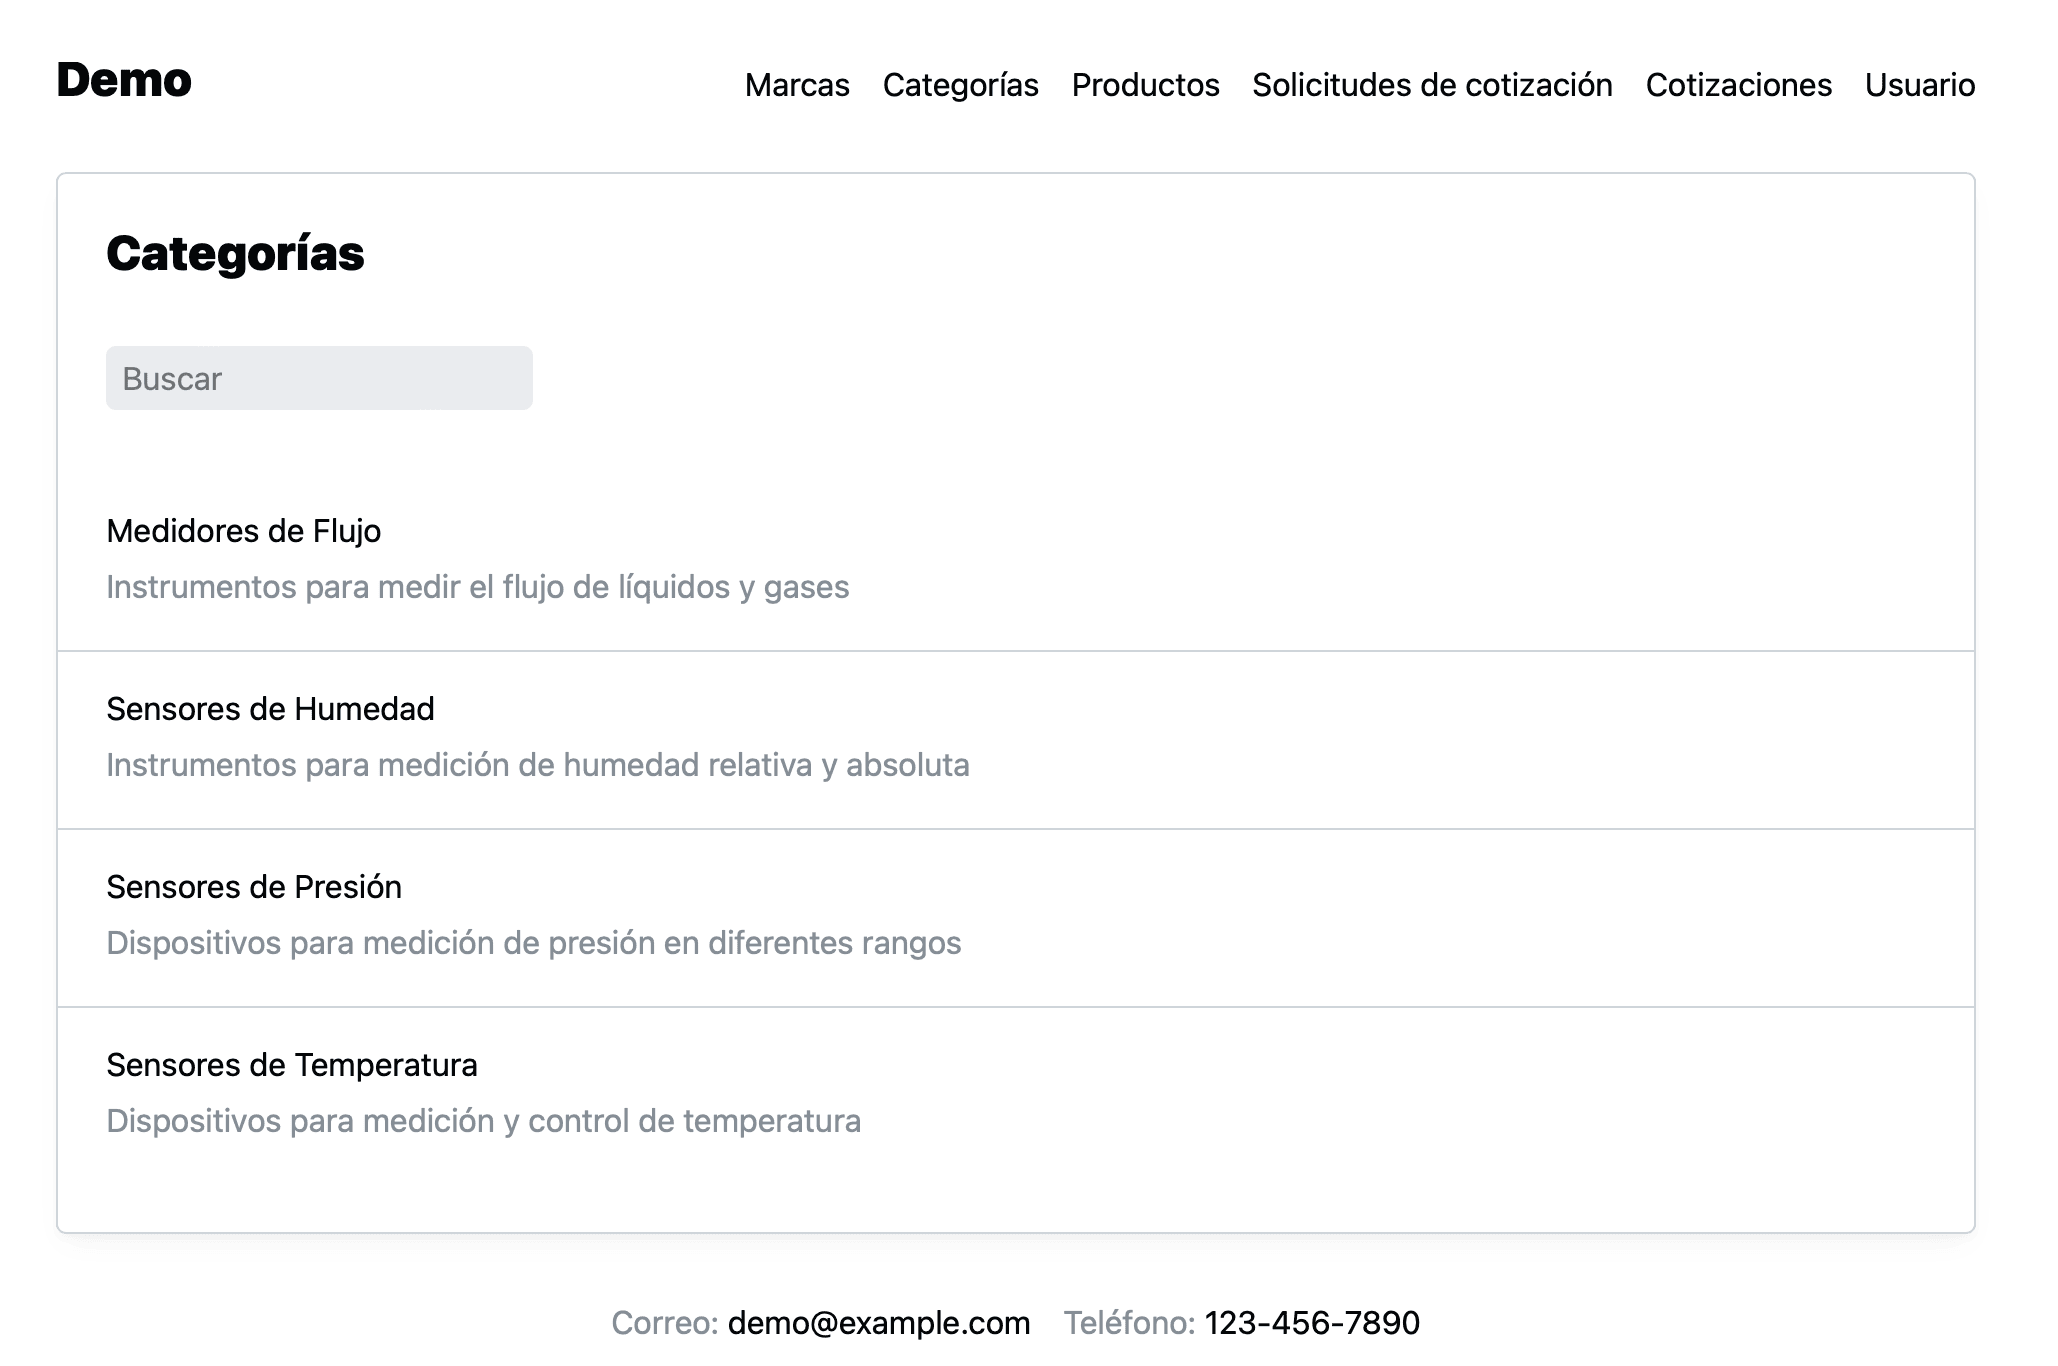 Demo
Marcas Categorías Productos Solicitudes de cotización Cotizaciones Usuario
Categorías
Buscar
Medidores de Flujo
Instrumentos para medir el flujo de líquidos y gases
Sensores de Humedad
Instrumentos para medición de humedad relativa y absoluta
Sensores de Presión
Dispositivos para medición de presión en diferentes rangos
Sensores de Temperatura
Dispositivos para medición y control de temperatura
Correo: demo@example.com Teléfono: 123-456-7890